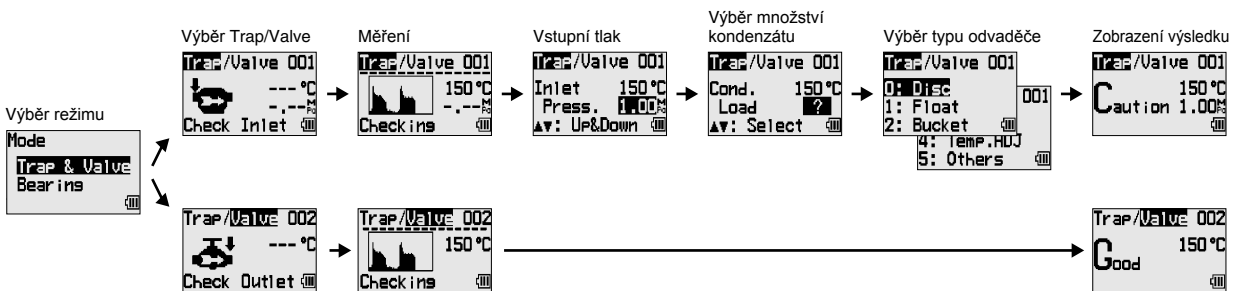 Výběr režimu
Mode
Trap & Valve
Bearing
Výběr Trap/Valve
Trap/Valve 001
--- °C
-.-- MPa
Check Inlet
Měření
Trap/Valve 001
150 °C
-.-- MPa
Checking
Vstupní tlak
Trap/Valve 001
Inlet 150 °C
Press. 1.00 MPa
▲▼: Up&Down
Výběr množství
kondenzátu
Trap/Valve 001
Cond. 150 °C
Load ?
▲▼: Select
Výběr typu odvaděče
Trap/Valve 001
0: Disc
1: Float
2: Bucket
001
4: Temp.ADJ
5: Others
Zobrazení výsledku
Trap/Valve 001
150 °C
Caution 1.00 MPa
Trap/Valve 002
--- °C
Check Outlet
Trap/Valve 002
150 °C
Checking
Trap/Valve 002
150 °C
Good